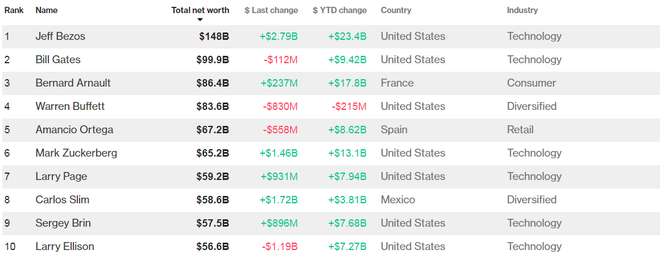 Rank Name Total net worth $ Last change $ YTD change Country Industry
1 Jeff Bezos $148B +$2.79B +$23.4B United States Technology
2 Bill Gates $99.9B -$112M +$9.42B United States Technology
3 Bernard Arnault $86.4B +$237M +$17.8B France Consumer
4 Warren Buffett $83.6B -$830M -$215M United States Diversified
5 Amancio Ortega $67.2B -$558M +$8.62B Spain Retail
6 Mark Zuckerberg $65.2B +$1.46B +$13.1B United States Technology
7 Larry Page $59.2B +$931M +$7.94B United States Technology
8 Carlos Slim $58.6B +$1.72B +$3.81B Mexico Diversified
9 Sergey Brin $57.5B +$896M +$7.68B United States Technology
10 Larry Ellison $56.6B -$1.19B +$7.27B United States Technology